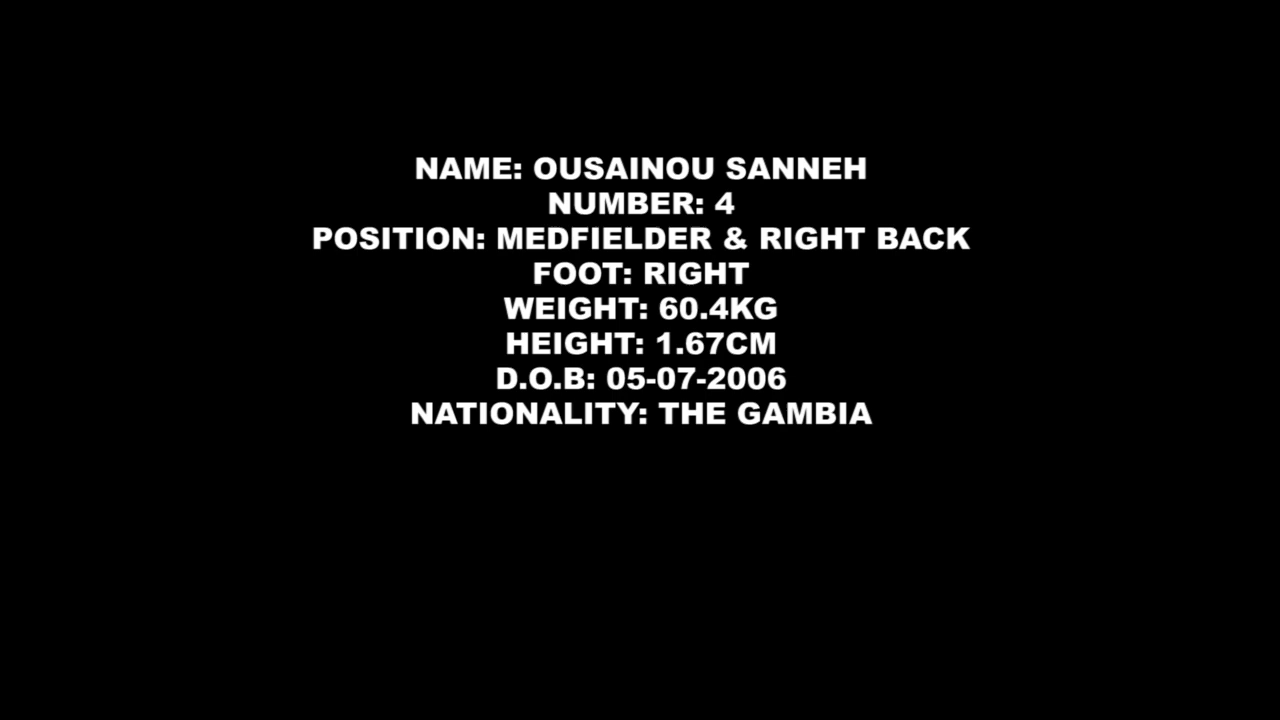 NAME: OUSAINOU SANNEH
NUMBER: 4
POSITION: MEDFIELDER & RIGHT BACK
FOOT: RIGHT
WEIGHT: 60.4KG
HEIGHT: 1.67CM
D.O.B: 05-07-2006
NATIONALITY: THE GAMBIA